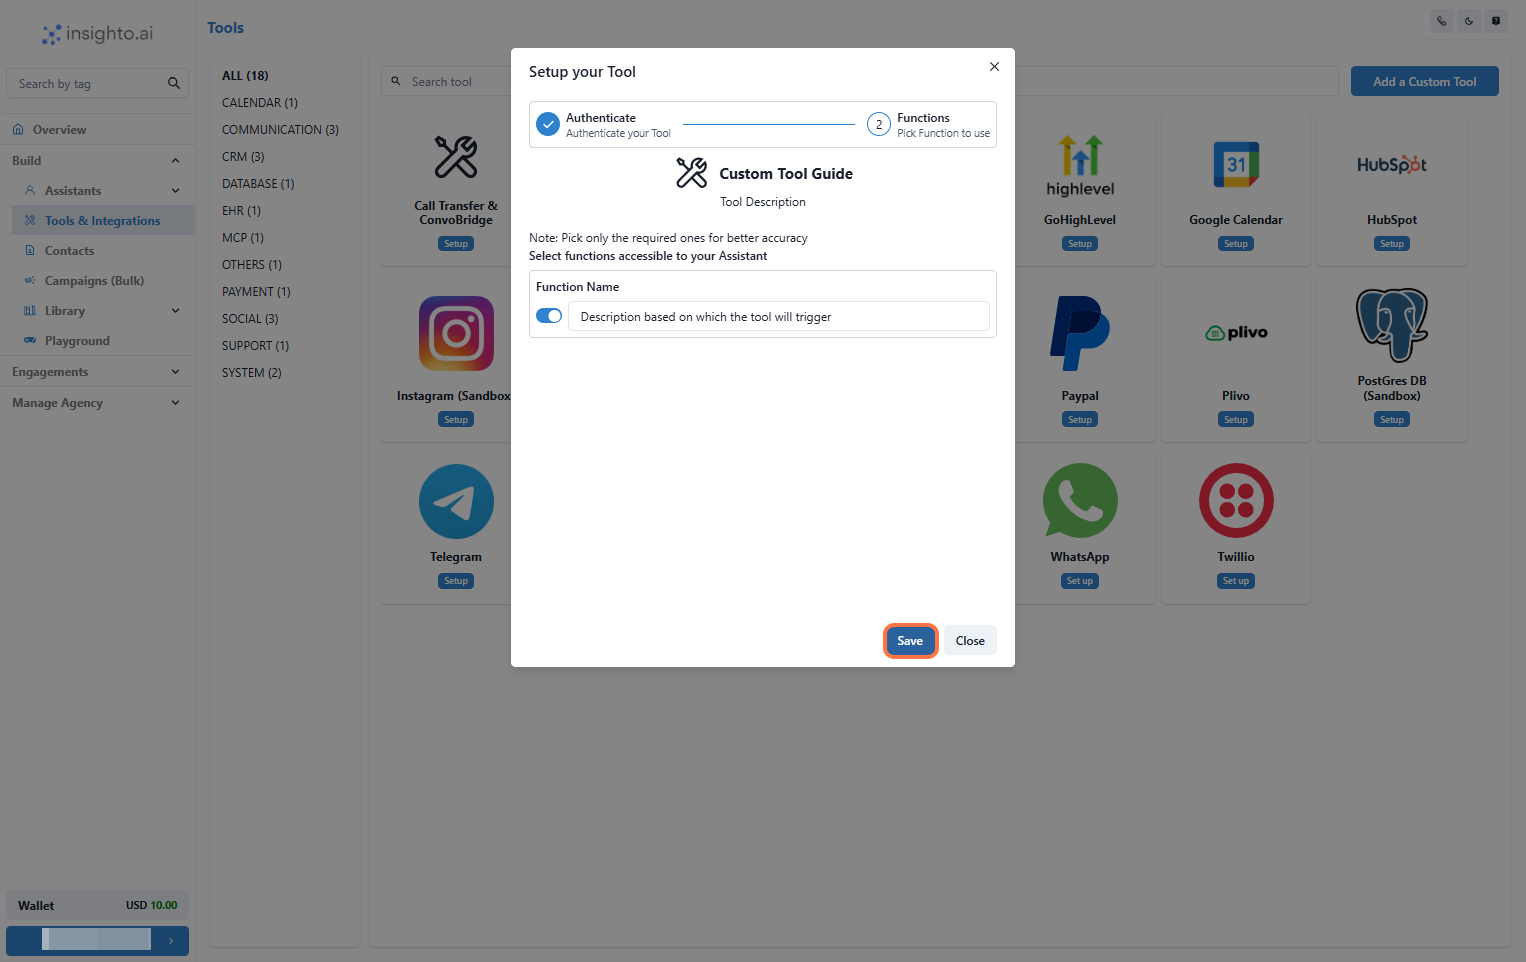 insighto.ai
Search by tag
Overview
Build
Assistants
Tools & Integrations
Contacts
Campaigns (Bulk)
Library
Playground
Engagements
Manage Agency
Wallet
USD 10.00
Tools
ALL (18)
CALENDAR (1)
COMMUNICATION (3)
CRM (3)
DATABASE (1)
EHR (1)
MCP (1)
OTHERS (1)
PAYMENT (1)
SOCIAL (3)
SUPPORT (1)
SYSTEM (2)
Search tool
Add a Custom Tool
Call Transfer &
ConvoBridge
Setup
highlevel
GoHighLevel
Setup
31
Google Calendar
Setup
HubSpot
HubSpot
Setup
Instagram (Sandbox
Setup
Paypal
Setup
plivo
Plivo
Setup
PostGres DB
(Sandbox)
Setup
Telegram
Setup
WhatsApp
Set up
Twillio
Set up
Setup your Tool
Authenticate
Authenticate your Tool
2
Functions
Pick Function to use
Custom Tool Guide
Tool Description
Note: Pick only the required ones for better accuracy
Select functions accessible to your Assistant
Function Name
Description based on which the tool will trigger
Save
Close